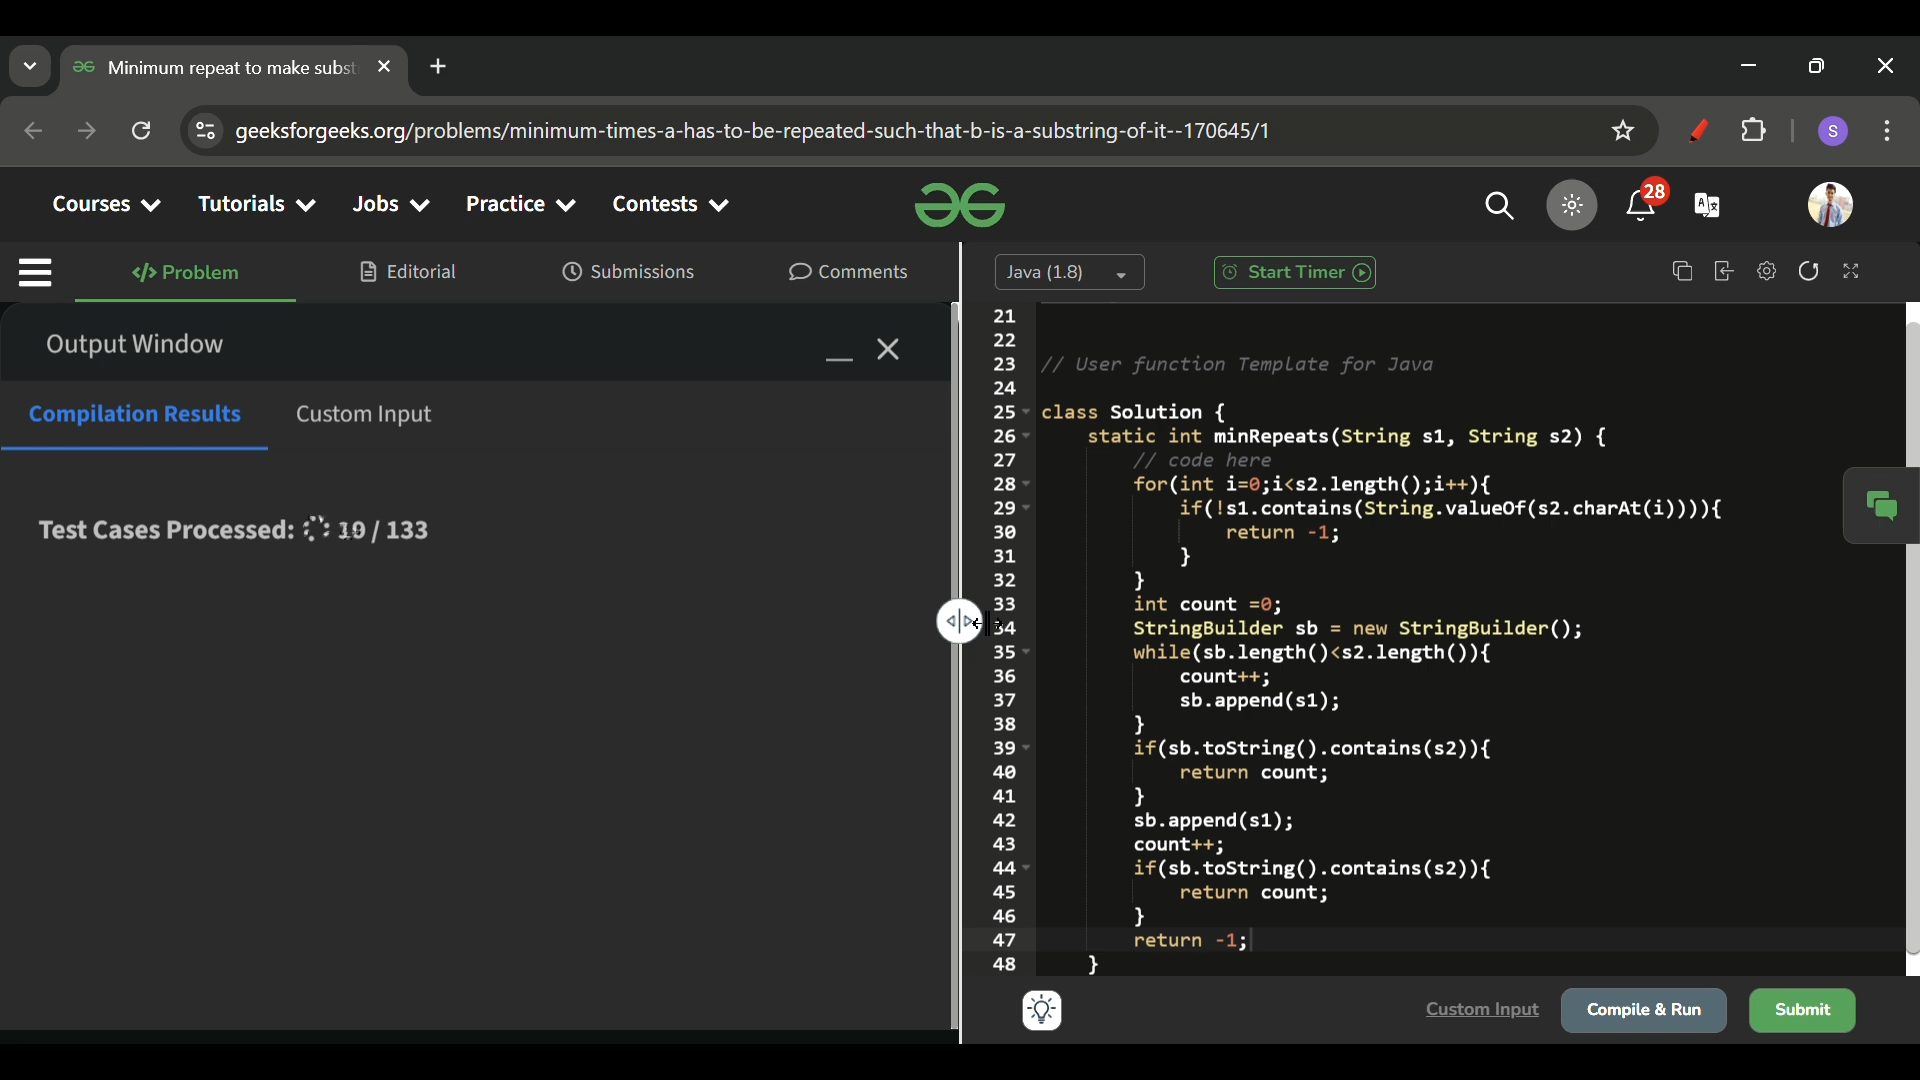 Minimum repeat to make subst
geeksforgeeks.org/problems/minimum-times-a-has-to-be-repeated-such-that-b-is-a-substring-of-it--170645/1
S
Courses
Tutorials
Jobs
Practice
Contests
28
Problem
Editorial
Submissions
Comments
Java (1.8)
Start Timer
Output Window
Compilation Results
Custom Input
Test Cases Processed: 19 / 133
21
22
23 // User function Template for Java
24
25 class Solution {
26 static int minRepeats(String s1, String s2) {
27 // code here
28 for(int i=0;i<s2.length();i++){
29 if(!s1.contains(String.valueOf(s2.charAt(i)))){
30 return -1;
31 }
32 }
33 int count =0;
34 StringBuilder sb = new StringBuilder();
35 while(sb.length()<s2.length()){
36 count++;
37 sb.append(s1);
38 }
39 if(sb.toString().contains(s2)){
40 return count;
41 }
42 sb.append(s1);
43 count++;
44 if(sb.toString().contains(s2)){
45 return count;
46 }
47 return -1;
48 }
Custom Input
Compile & Run
Submit